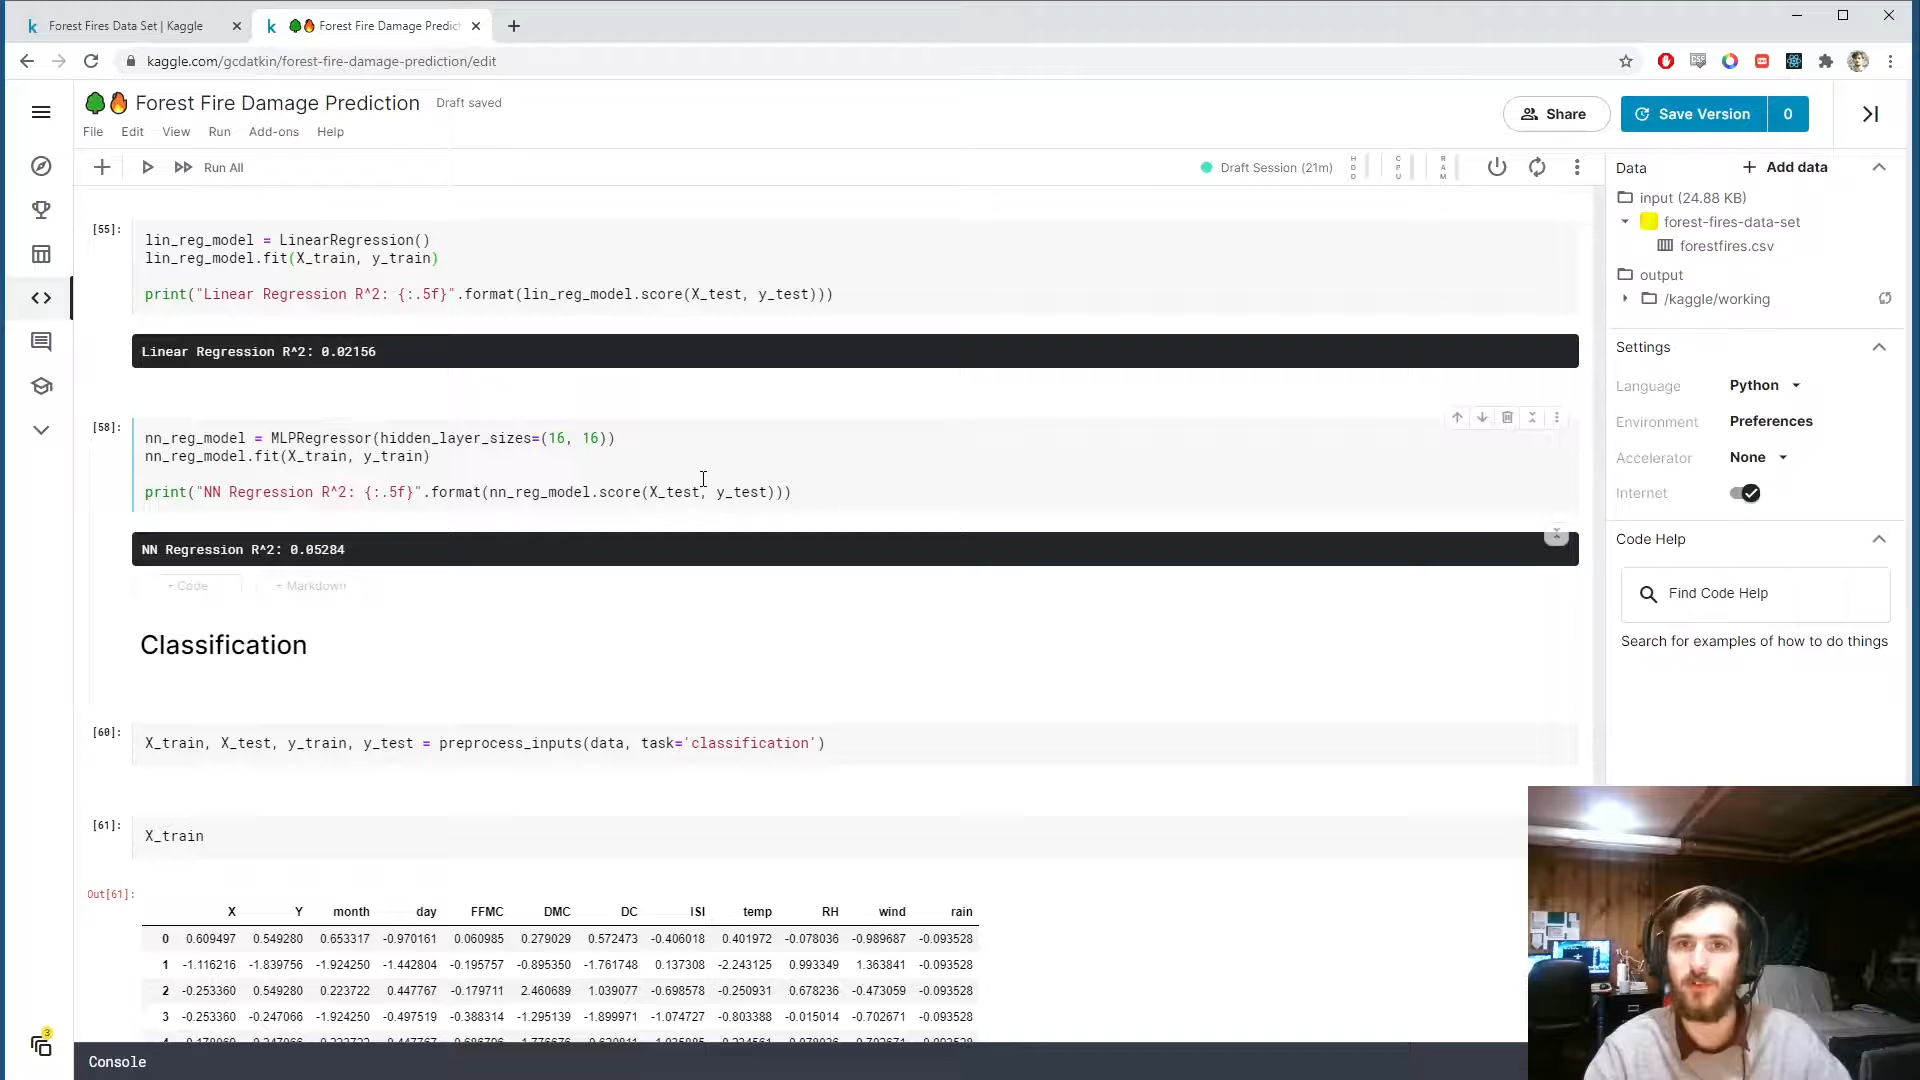 Forest Fires Data Set | Kaggle
Forest Fire Damage Predic
kaggle.com/gcdatkin/forest-fire-damage-prediction/edit
Forest Fire Damage Prediction Draft saved
Share
Save Version 0
File Edit View Run Add-ons Help
Run All
Draft Session (21m)
HDD
CPU
RAM
[55]:
lin_reg_model = LinearRegression()
lin_reg_model.fit(X_train, y_train)
print("Linear Regression R^2: {:.5f}".format(lin_reg_model.score(X_test, y_test)))
Linear Regression R^2: 0.02156
[58]:
nn_reg_model = MLPRegressor(hidden_layer_sizes=(16, 16))
nn_reg_model.fit(X_train, y_train)
print("NN Regression R^2: {:.5f}".format(nn_reg_model.score(X_test, y_test)))
NN Regression R^2: 0.05284
+ Code + Markdown
Classification
[60]:
X_train, X_test, y_train, y_test = preprocess_inputs(data, task='classification')
[61]:
X_train
Out[61]:
X Y month day FFMC DMC DC ISI temp RH wind rain
0 0.609497 0.549280 0.653317 -0.970161 0.060985 0.279029 0.572473 -0.406018 0.401972 -0.078036 -0.989687 -0.093528
1 -1.116216 -1.839756 -1.924250 -1.442804 -0.195757 -0.895350 -1.761748 0.137308 -2.243125 0.993349 1.363841 -0.093528
2 -0.253360 0.549280 0.223722 0.447767 -0.179711 2.460689 1.039077 -0.698578 -0.250931 0.678236 -0.473059 -0.093528
3 -0.253360 -0.247066 -1.924250 -0.497519 -0.388314 -1.295139 -1.899971 -1.074727 -0.803388 -0.015014 -0.702671 -0.093528
Console
3
Data
+ Add data
input (24.88 KB)
forest-fires-data-set
forestfires.csv
output
/kaggle/working
Settings
Language Python
Environment Preferences
Accelerator None
Internet
Code Help
Find Code Help
Search for examples of how to do things